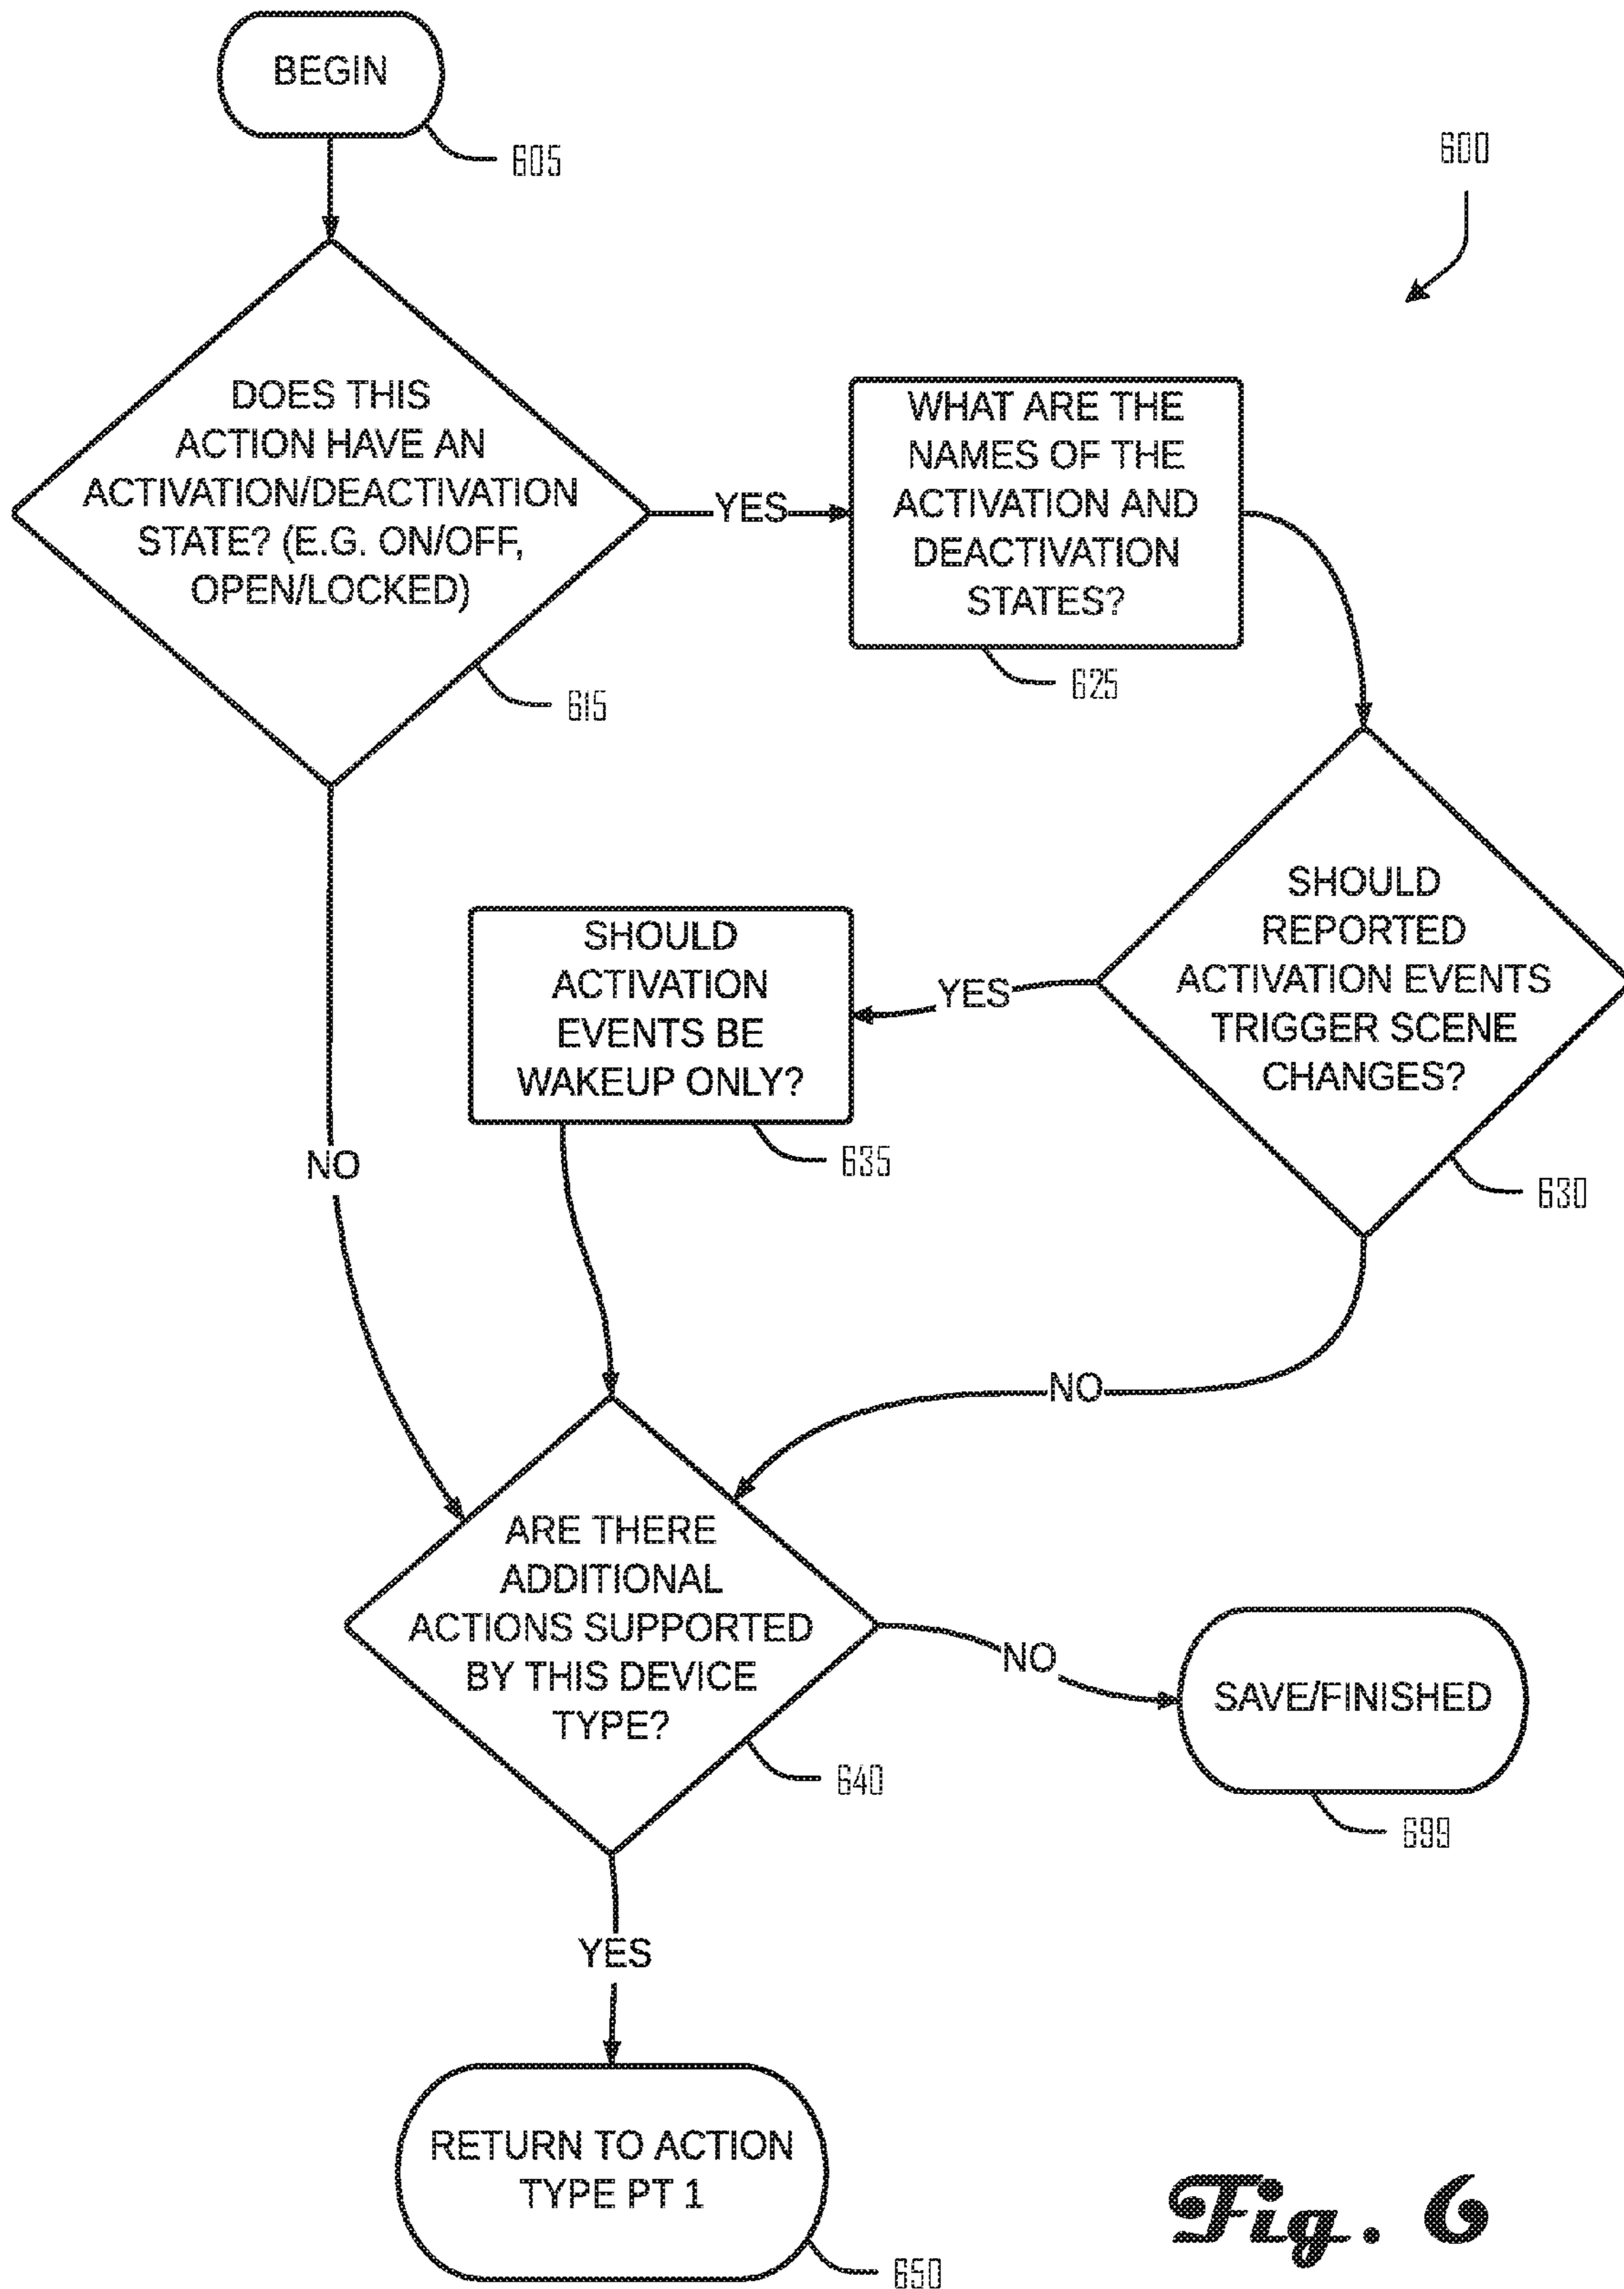 BEGIN
605
600
DOES THIS
ACTION HAVE AN
ACTIVATION/DEACTIVATION
STATE? (E.G. ON/OFF,
OPEN/LOCKED)
615
YES
WHAT ARE THE
NAMES OF THE
ACTIVATION AND
DEACTIVATION
STATES?
625
SHOULD
REPORTED
ACTIVATION EVENTS
TRIGGER SCENE
CHANGES?
630
YES
SHOULD
ACTIVATION
EVENTS BE
WAKEUP ONLY?
635
NO
NO
ARE THERE
ADDITIONAL
ACTIONS SUPPORTED
BY THIS DEVICE
TYPE?
640
NO
SAVE/FINISHED
699
YES
RETURN TO ACTION
TYPE PT 1
650
Fig. 6